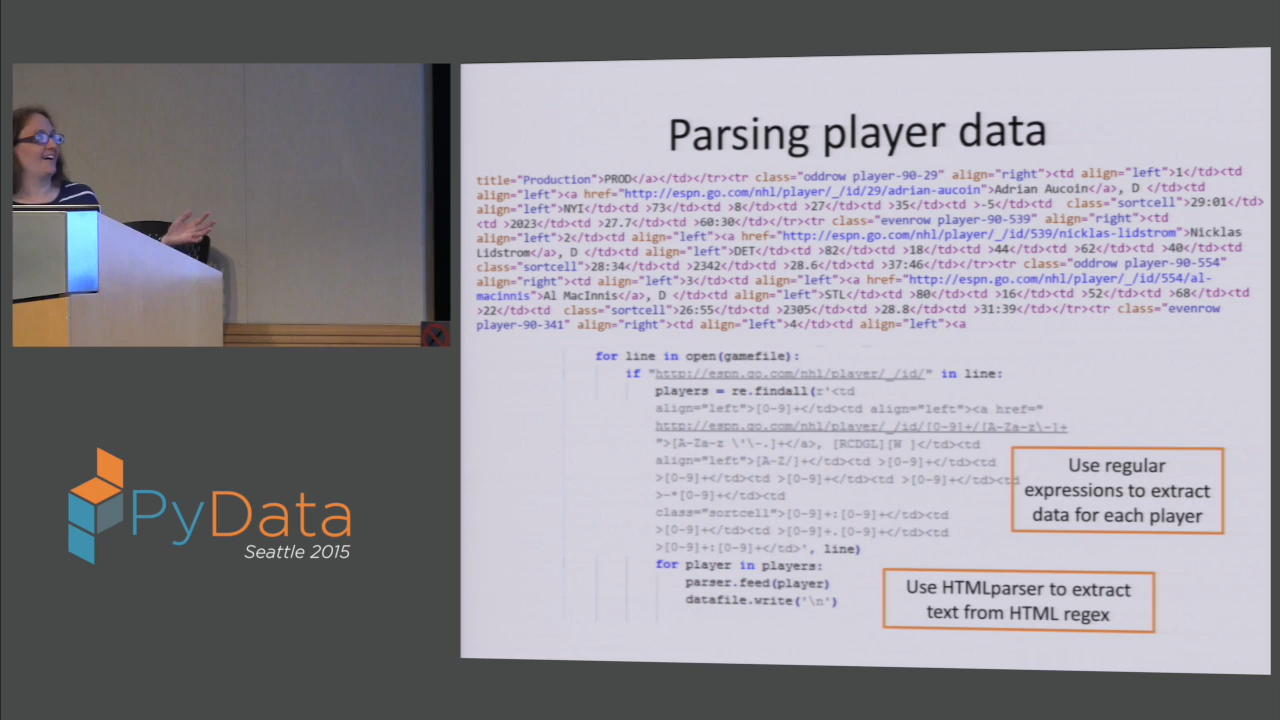 Parsing player data
title="Production">PROD</a></td></tr><tr class="oddrow player-90-29" align="right"><td align="left">1</td><td
align="left"><a href="http://espn.go.com/nhl/player/_/id/29/adrian-aucoin">Adrian Aucoin</a>, D </td><td
align="left">NYI</td><td >73</td><td >8</td><td >27</td><td >35</td><td >-5</td><td  class="sortcell">29:01</td>
<td >2023</td><td >27.7</td><td >60:30</td></tr><tr class="evenrow player-90-539" align="right"><td
align="left">2</td><td align="left"><a href="http://espn.go.com/nhl/player/_/id/539/nicklas-lidstrom">Nicklas
Lidstrom</a>, D </td><td align="left">DET</td><td >82</td><td >18</td><td >44</td><td >62</td><td >40</td><td
class="sortcell">28:34</td><td >2342</td><td >28.6</td><td >37:46</td></tr><tr class="oddrow player-90-554"
align="right"><td align="left">3</td><td align="left"><a href="http://espn.go.com/nhl/player/_/id/554/al-
macinnis">Al MacInnis</a>, D </td><td align="left">STL</td><td >80</td><td >16</td><td >52</td><td >68</td><td
>22</td><td  class="sortcell">26:55</td><td >2305</td><td >28.8</td><td >31:39</td></tr><tr class="evenrow
player-90-341" align="right"><td align="left">4</td><td align="left"><a
for line in open(gamefile):
if "http://espn.go.com/nhl/player/_/id/" in line:
players = re.findall(r'<td
align="left">[0-9]+</td><td align="left"><a href="
http://espn.go.com/nhl/player/_/id/[0-9]+/[A-Za-z\-]+
">[A-Za-z \'\-.]+</a>, [RCDGL][W ]</td><td
align="left">[A-Z/]+</td><td >[0-9]+</td><td
>[0-9]+</td><td >[0-9]+</td><td >[0-9]+</td><td
>-*[0-9]+</td><td
class="sortcell">[0-9]+:[0-9]+</td><td
>[0-9]+</td><td >[0-9]+.[0-9]+</td><td
>[0-9]+:[0-9]+</td>', line)
for player in players:
parser.feed(player)
datafile.write('\n')
Use regular
expressions to extract
data for each player
Use HTMLparser to extract
text from HTML regex
PyData
Seattle 2015